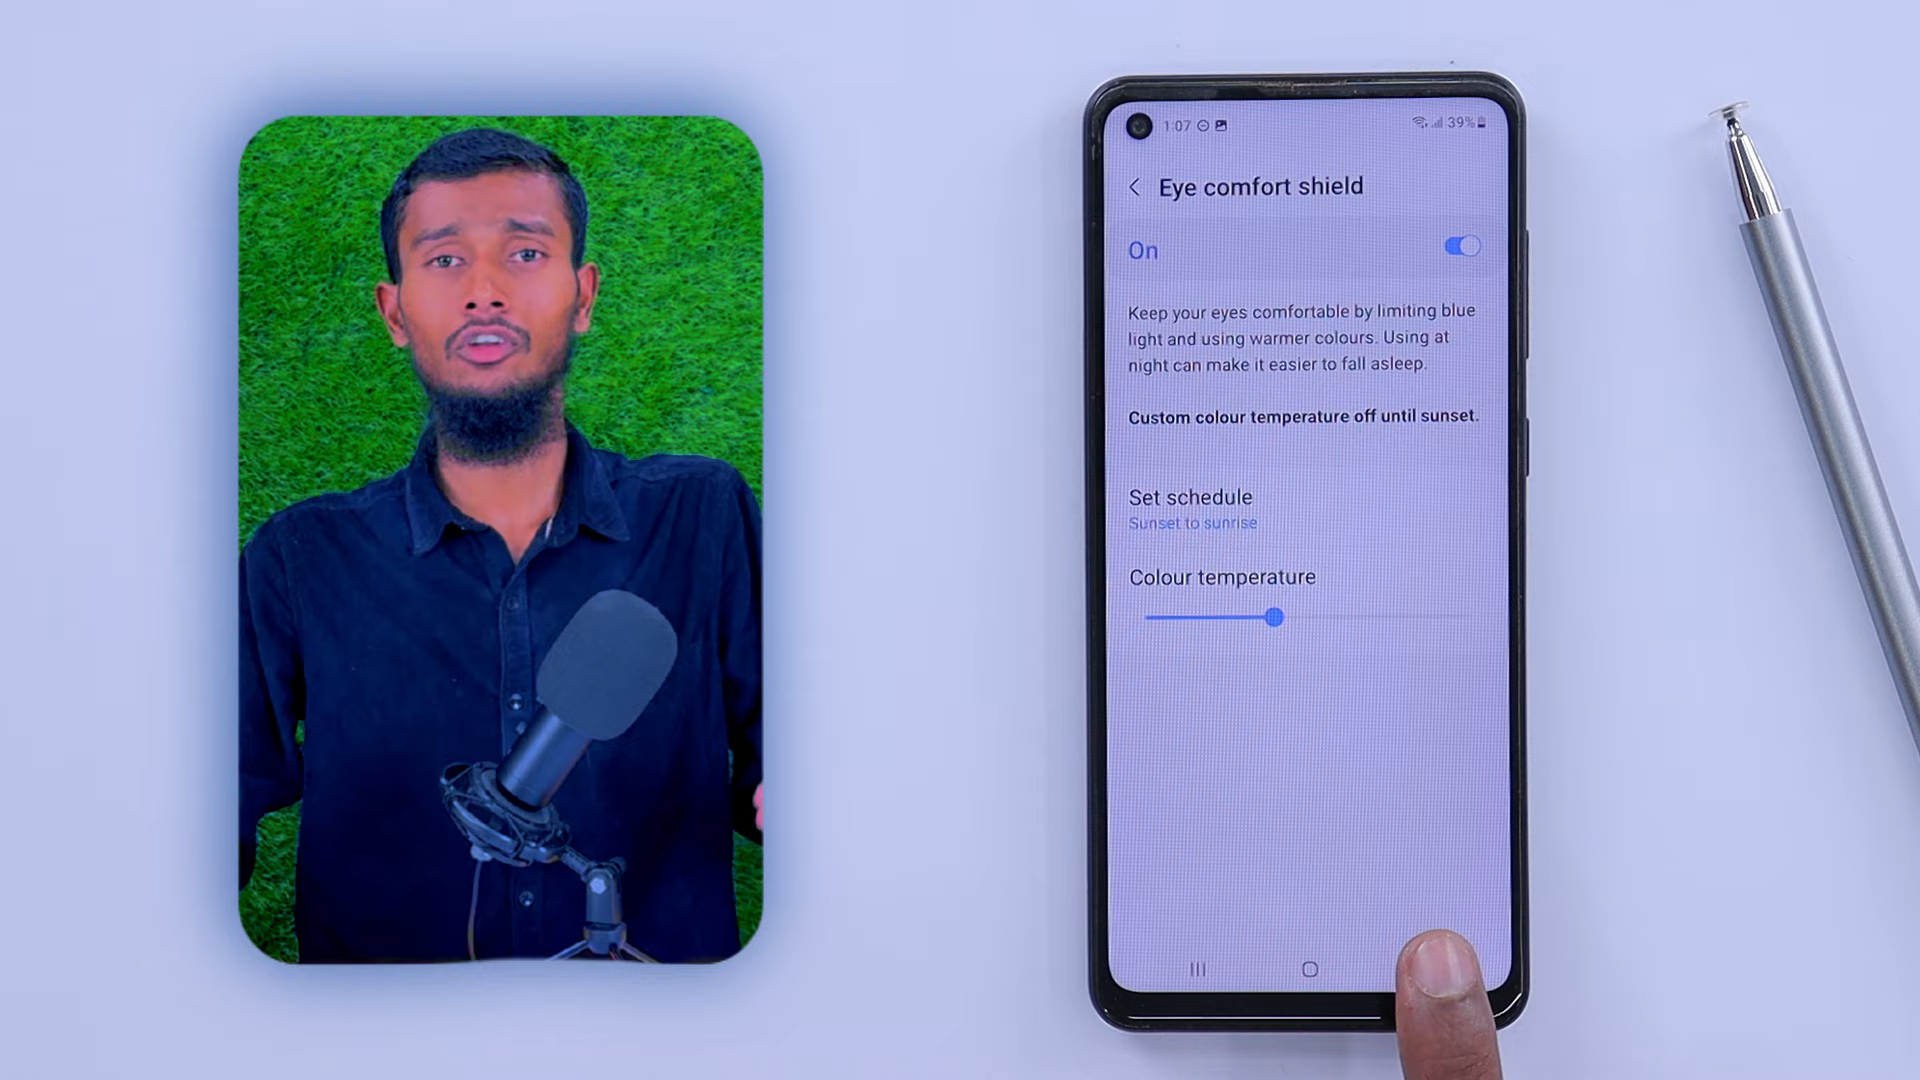 1:07
39%
Eye comfort shield
On
Keep your eyes comfortable by limiting blue
light and using warmer colours. Using at
night can make it easier to fall asleep.
Custom colour temperature off until sunset.
Set schedule
Sunset to sunrise
Colour temperature